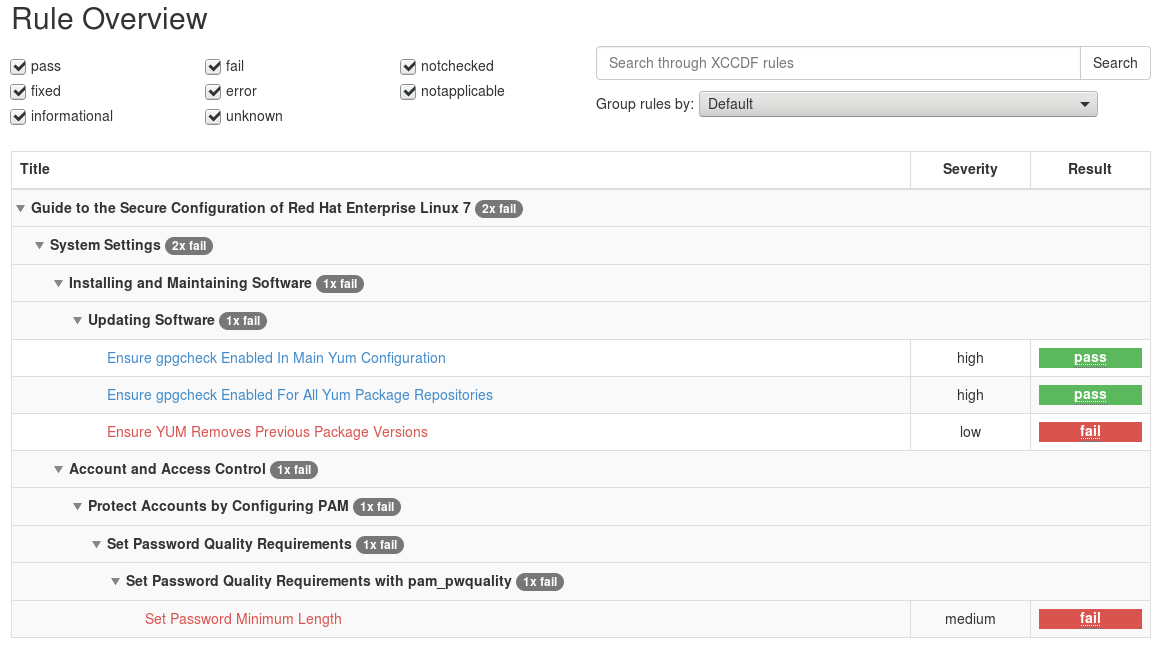 Rule Overview
pass fail notchecked
fixed error notapplicable
informational unknown
Search through XCCDF rules Search
Group rules by: Default
Title Severity Result
Guide to the Secure Configuration of Red Hat Enterprise Linux 7 2x fail
System Settings 2x fail
Installing and Maintaining Software 1x fail
Updating Software 1x fail
Ensure gpgcheck Enabled In Main Yum Configuration high pass
Ensure gpgcheck Enabled For All Yum Package Repositories high pass
Ensure YUM Removes Previous Package Versions low fail
Account and Access Control 1x fail
Protect Accounts by Configuring PAM 1x fail
Set Password Quality Requirements 1x fail
Set Password Quality Requirements with pam_pwquality 1x fail
Set Password Minimum Length medium fail